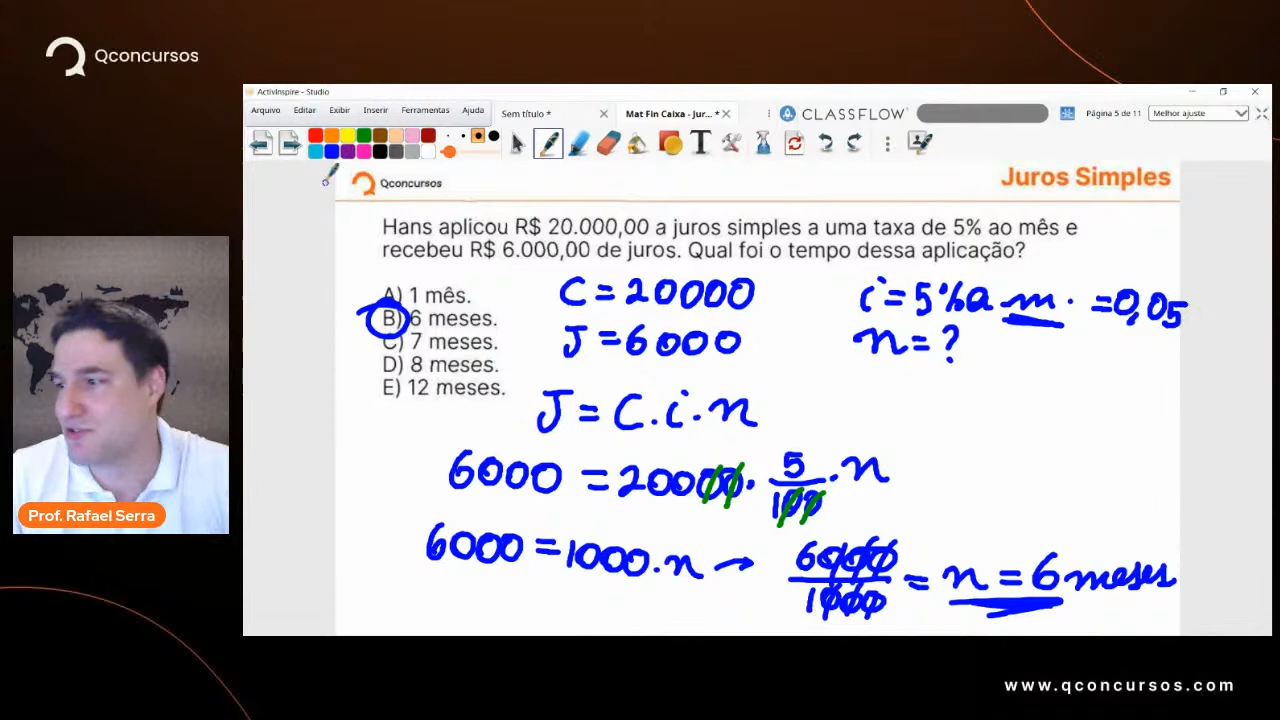 Qconcursos
ActivInspire - Studio
Arquivo Editar Exibir Inserir Ferramentas Ajuda
Sem título * Mat Fin Caixa - Jur... *
CLASSFLOW
Página 5 de 11 Melhor ajuste
Qconcursos
Juros Simples
Hans aplicou R$ 20.000,00 a juros simples a uma taxa de 5% ao mês e
recebeu R$ 6.000,00 de juros. Qual foi o tempo dessa aplicação?
A) 1 mês.
B) 6 meses.
C) 7 meses.
D) 8 meses.
E) 12 meses.
C = 20000
i = 5% a m. = 0,05
J = 6000
n = ?
J = C . i . n
6000 = 20000 . 5/100 . n
6000 = 1000 . n → 6000/1000 = n = 6 meses
Prof. Rafael Serra
www.qconcursos.com